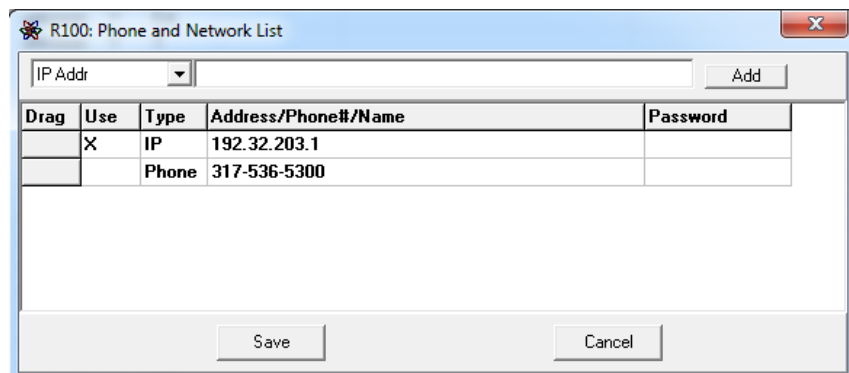 R100: Phone and Network List
IP Addr Add
Drag Use Type Address/Phone#/Name Password
X IP 192.32.203.1
Phone 317-536-5300
Save Cancel